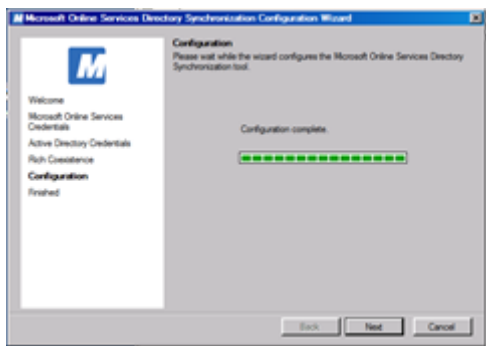 Microsoft Online Services Directory Synchronization Configuration Wizard
Configuration
Please wait while the wizard configures the Microsoft Online Services Directory
Synchronization tool.
M
Welcome
Microsoft Online Services
Credentials
Active Directory Credentials
Rich Coexistence
Configuration
Finished
Configuration complete.
Back
Next
Cancel